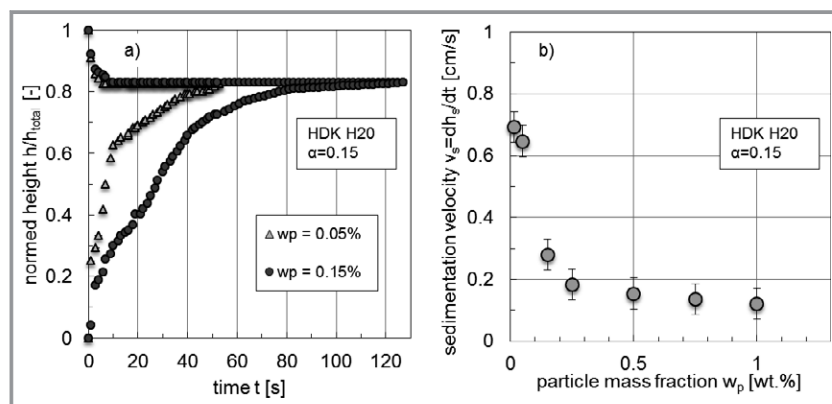 a)
normed height h/h_total [-]
1
0.8
0.6
0.4
0.2
0
0 20 40 60 80 100 120
time t [s]
HDK H20
α=0.15
wp = 0.05%
wp = 0.15%
b)
sedimentation velocity v_s=dh_s/dt [cm/s]
1
0.8
0.6
0.4
0.2
0
0 0.5 1
particle mass fraction w_p [wt.%]
HDK H20
α=0.15